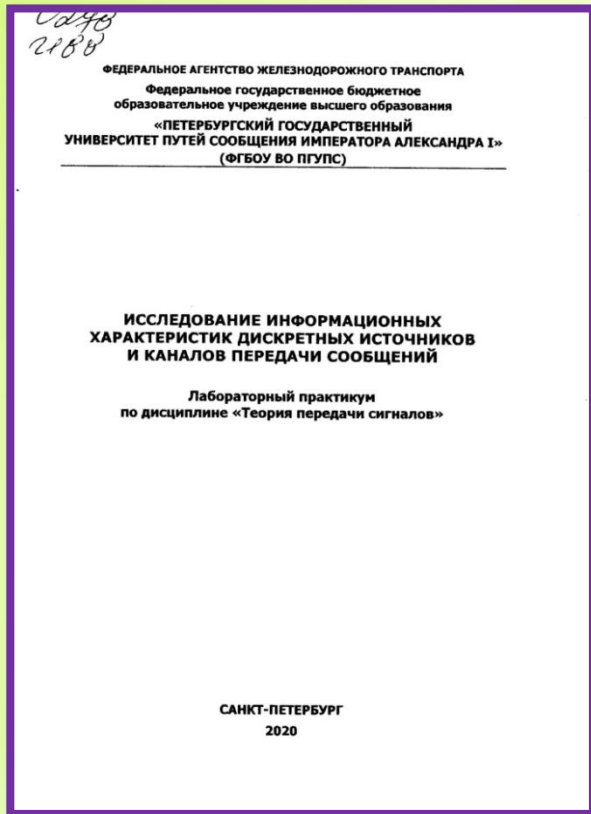 ФЕДЕРАЛЬНОЕ АГЕНТСТВО ЖЕЛЕЗНОДОРОЖНОГО ТРАНСПОРТА
Федеральное государственное бюджетное
образовательное учреждение высшего образования
«ПЕТЕРБУРГСКИЙ ГОСУДАРСТВЕННЫЙ
УНИВЕРСИТЕТ ПУТЕЙ СООБЩЕНИЯ ИМПЕРАТОРА АЛЕКСАНДРА I»
(ФГБОУ ВО ПГУПС)
ИССЛЕДОВАНИЕ ИНФОРМАЦИОННЫХ
ХАРАКТЕРИСТИК ДИСКРЕТНЫХ ИСТОЧНИКОВ
И КАНАЛОВ ПЕРЕДАЧИ СООБЩЕНИЙ
Лабораторный практикум
по дисциплине «Теория передачи сигналов»
САНКТ-ПЕТЕРБУРГ
2020